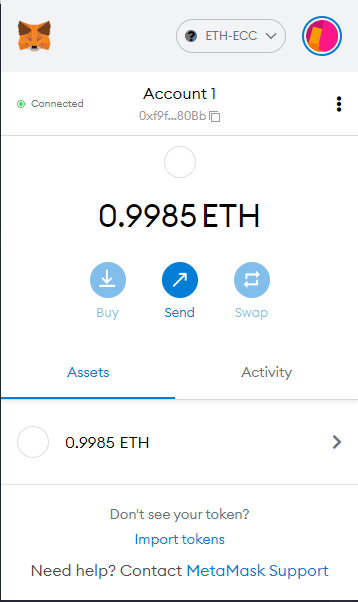 ETH-ECC
Connected
Account 1
0xf9f...80Bb
0.9985 ETH
Buy
Send
Swap
Assets
Activity
0.9985 ETH
Don't see your token?
Import tokens
Need help? Contact MetaMask Support